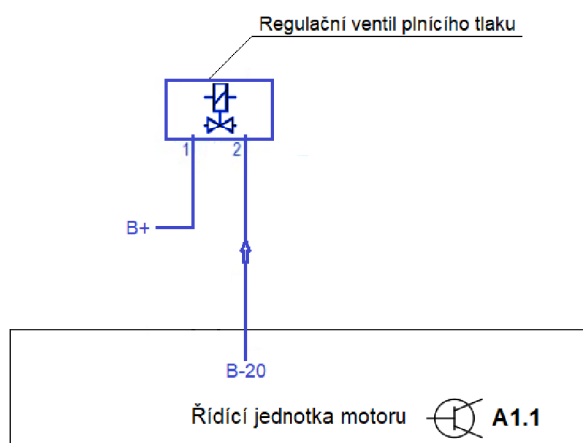 Regulační ventil plnícího tlaku
1 2
B+
B-20
Řídící jednotka motoru A1.1